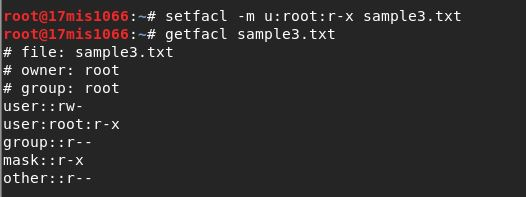 root@17mis1066:~# setfacl -m u:root:r-x sample3.txt
root@17mis1066:~# getfacl sample3.txt
# file: sample3.txt
# owner: root
# group: root
user::rw-
user:root:r-x
group::r--
mask::r-x
other::r--